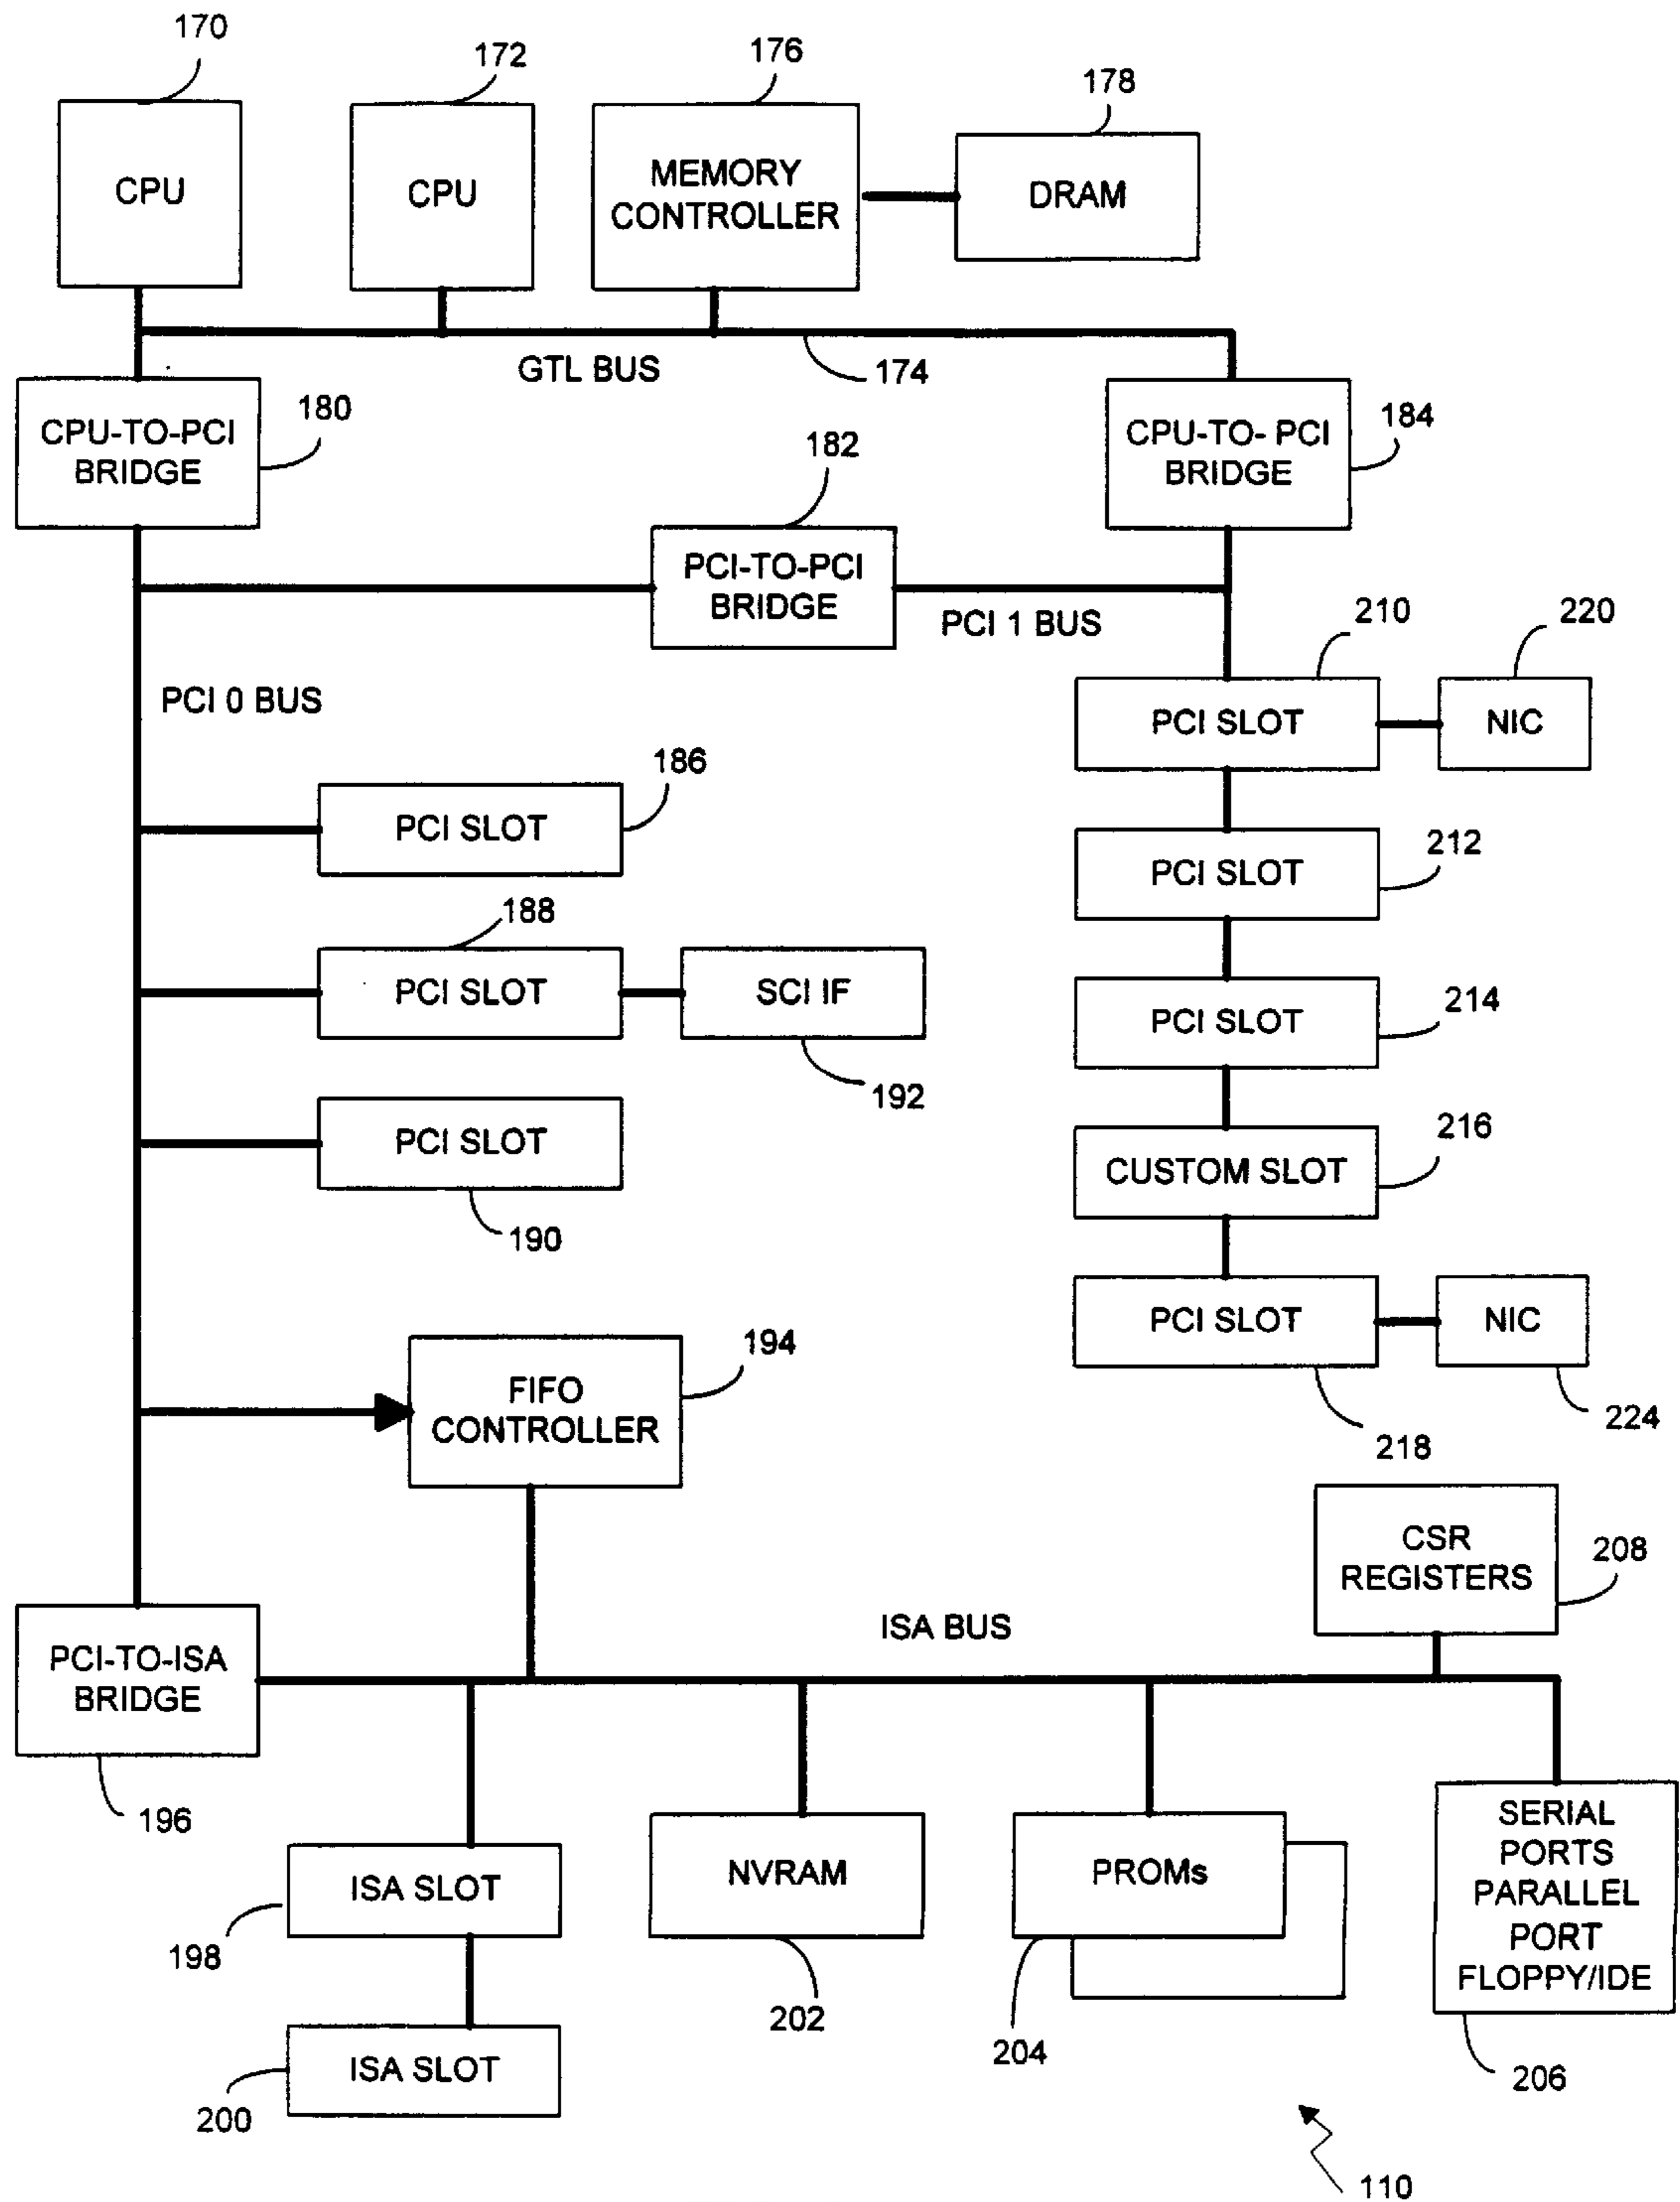 170
172
176
178
CPU
CPU
MEMORY
CONTROLLER
DRAM
GTL BUS
174
CPU-TO-PCI
BRIDGE
180
182
CPU-TO- PCI
BRIDGE
184
PCI-TO-PCI
BRIDGE
PCI 1 BUS
210
220
PCI 0 BUS
PCI SLOT
NIC
186
PCI SLOT
212
PCI SLOT
188
PCI SLOT
SCI IF
192
214
PCI SLOT
PCI SLOT
190
216
CUSTOM SLOT
194
FIFO
CONTROLLER
PCI SLOT
NIC
218
224
CSR
REGISTERS
208
ISA BUS
PCI-TO-ISA
BRIDGE
196
ISA SLOT
198
NVRAM
202
PROMs
204
SERIAL
PORTS
PARALLEL
PORT
FLOPPY/IDE
206
ISA SLOT
200
110